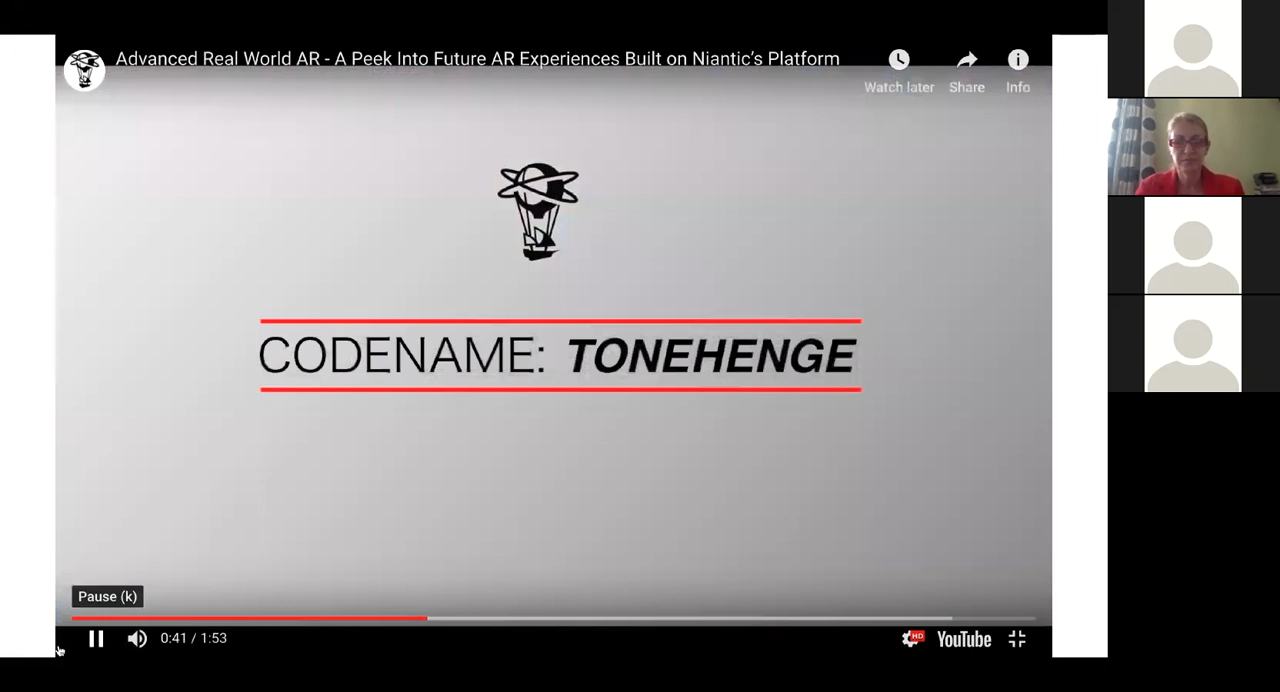 Advanced Real World AR - A Peek Into Future AR Experiences Built on Niantic’s Platform
Watch later
Share
Info
CODENAME: TONEHENGE
Pause (k)
0:41 / 1:53
HD
YouTube